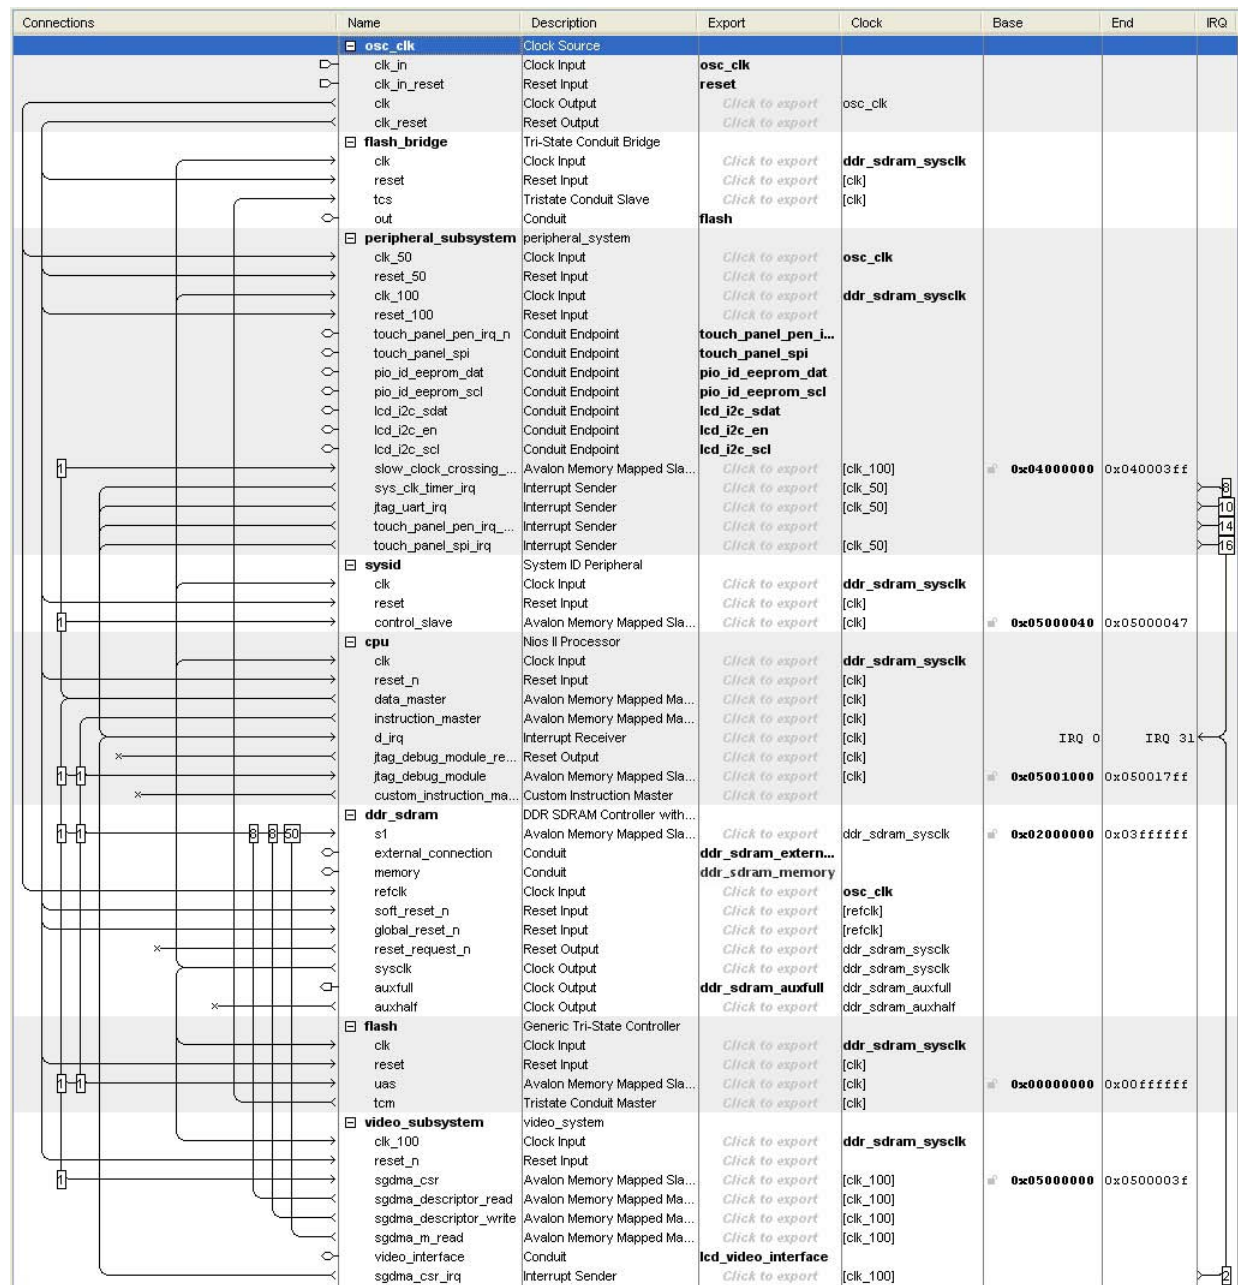 Connections Name Description Export Clock Base End IRQ
osc_clk Clock Source
clk_in Clock Input osc_clk
clk_in_reset Reset Input reset
clk Clock Output Click to export osc_clk
clk_reset Reset Output Click to export
flash_bridge Tri-State Conduit Bridge
clk Clock Input Click to export ddr_sdram_sysclk
reset Reset Input Click to export [clk]
tcs Tristate Conduit Slave Click to export [clk]
out Conduit flash
peripheral_subsystem peripheral_system
clk_50 Clock Input Click to export osc_clk
reset_50 Reset Input Click to export
clk_100 Clock Input Click to export ddr_sdram_sysclk
reset_100 Reset Input Click to export
touch_panel_pen_irq_n Conduit Endpoint touch_panel_pen_i...
touch_panel_spi Conduit Endpoint touch_panel_spi
pio_id_eeprom_dat Conduit Endpoint pio_id_eeprom_dat
pio_id_eeprom_scl Conduit Endpoint pio_id_eeprom_scl
lcd_i2c_sdat Conduit Endpoint lcd_i2c_sdat
lcd_i2c_en Conduit Endpoint lcd_i2c_en
lcd_i2c_scl Conduit Endpoint lcd_i2c_scl
1 slow_clock_crossing_... Avalon Memory Mapped Sla... Click to export [clk_100] 0x04000000 0x040003ff
sys_clk_timer_irq Interrupt Sender Click to export [clk_50] 8
jtag_uart_irq Interrupt Sender Click to export [clk_50] 10
touch_panel_pen_irq_... Interrupt Sender Click to export 14
touch_panel_spi_irq Interrupt Sender Click to export [clk_50] 16
sysid System ID Peripheral
clk Clock Input Click to export ddr_sdram_sysclk
reset Reset Input Click to export [clk]
1 control_slave Avalon Memory Mapped Sla... Click to export [clk] 0x05000040 0x05000047
cpu Nios II Processor
clk Clock Input Click to export ddr_sdram_sysclk
reset_n Reset Input Click to export [clk]
data_master Avalon Memory Mapped Ma... Click to export [clk]
instruction_master Avalon Memory Mapped Ma... Click to export [clk]
d_irq Interrupt Receiver Click to export [clk] IRQ 0 IRQ 31
jtag_debug_module_re... Reset Output Click to export [clk]
1 1 jtag_debug_module Avalon Memory Mapped Sla... Click to export [clk] 0x05001000 0x050017ff
custom_instruction_ma... Custom Instruction Master Click to export
ddr_sdram DDR SDRAM Controller with...
1 1 8 8 50 s1 Avalon Memory Mapped Sla... Click to export ddr_sdram_sysclk 0x02000000 0x03ffffff
external_connection Conduit ddr_sdram_extern...
memory Conduit ddr_sdram_memory
refclk Clock Input Click to export osc_clk
soft_reset_n Reset Input Click to export [refclk]
global_reset_n Reset Input Click to export [refclk]
reset_request_n Reset Output Click to export ddr_sdram_sysclk
sysclk Clock Output Click to export ddr_sdram_sysclk
auxfull Clock Output ddr_sdram_auxfull ddr_sdram_auxfull
auxhalf Clock Output Click to export ddr_sdram_auxhalf
flash Generic Tri-State Controller
clk Clock Input Click to export ddr_sdram_sysclk
reset Reset Input Click to export [clk]
1 1 uas Avalon Memory Mapped Sla... Click to export [clk] 0x00000000 0x00ffffff
tcm Tristate Conduit Master Click to export [clk]
video_subsystem video_system
clk_100 Clock Input Click to export ddr_sdram_sysclk
reset_n Reset Input Click to export
1 sgdma_csr Avalon Memory Mapped Sla... Click to export [clk_100] 0x05000000 0x0500003f
sgdma_descriptor_read Avalon Memory Mapped Ma... Click to export [clk_100]
sgdma_descriptor_write Avalon Memory Mapped Ma... Click to export [clk_100]
sgdma_m_read Avalon Memory Mapped Ma... Click to export [clk_100]
video_interface Conduit lcd_video_interface
sgdma_csr_irq Interrupt Sender Click to export [clk_100] 2